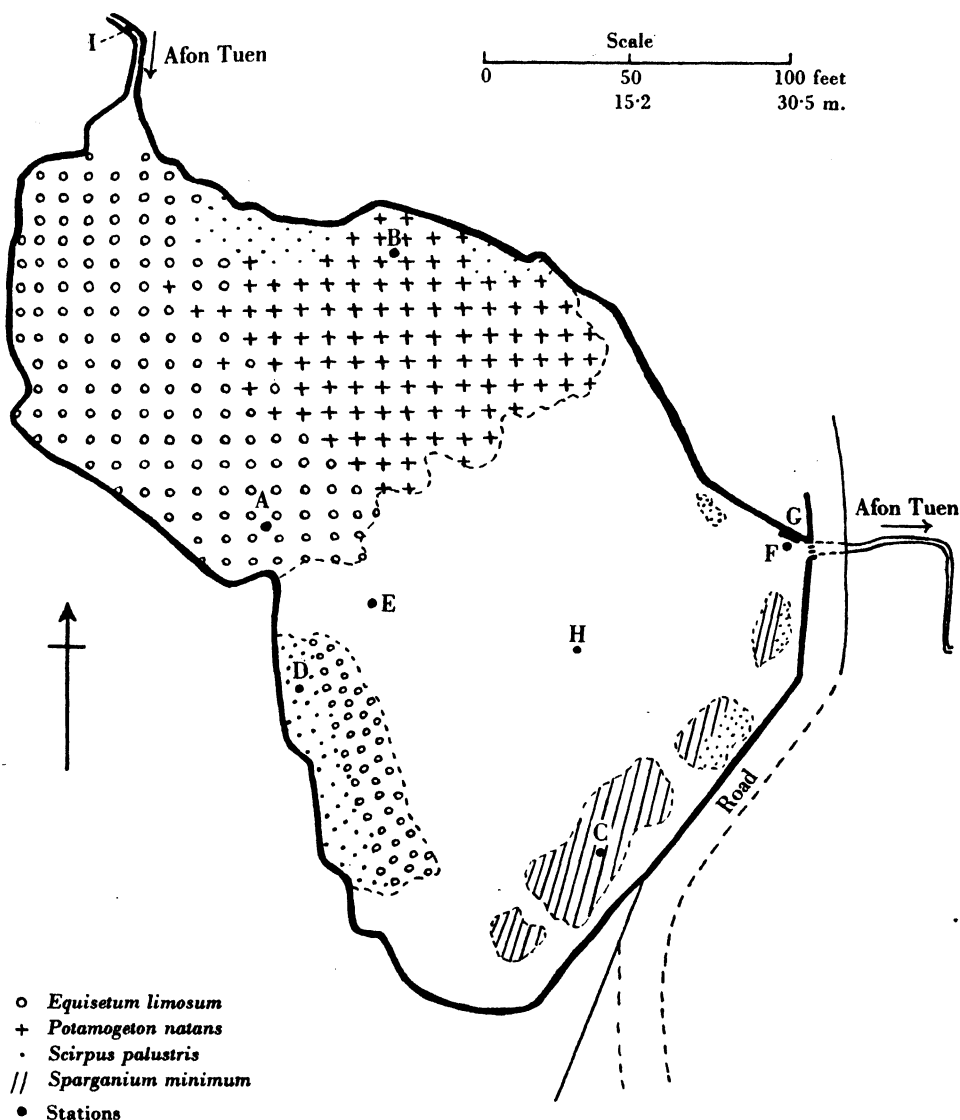 I
Afon Tuen
Scale
0 50 100 feet
15·2 30·5 m.
B
A
G
Afon Tuen
F
E
H
D
Road
C
Equisetum limosum
Potamogeton natans
Scirpus palustris
Sparganium minimum
Stations